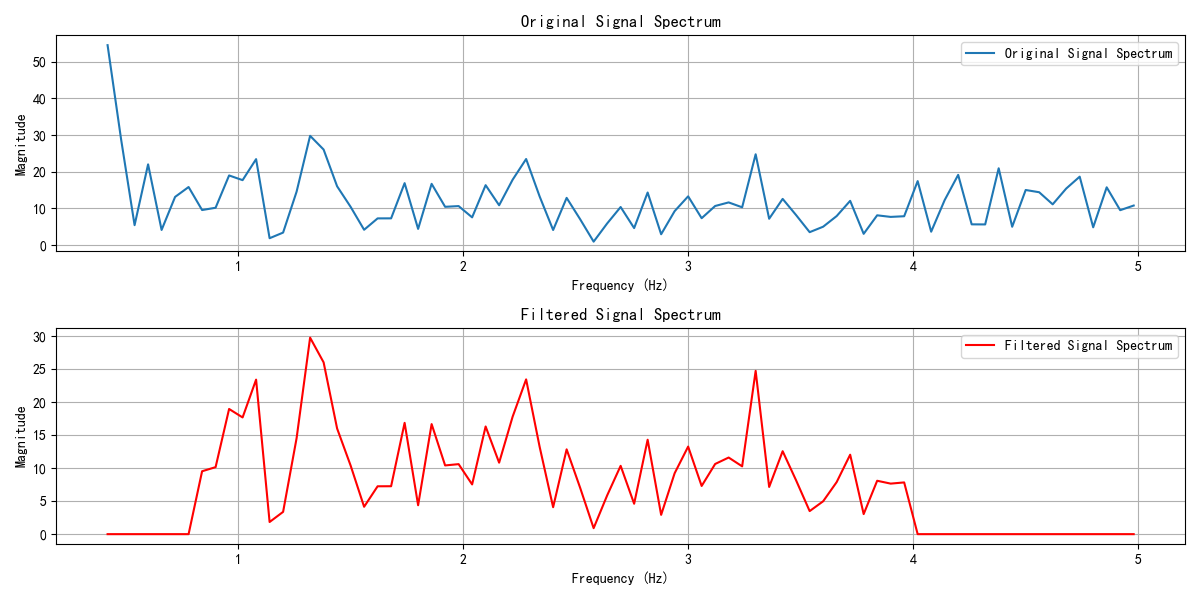 Original Signal Spectrum
Original Signal Spectrum
50
40
30
20
10
0
Magnitude
1 2 3 4 5
Frequency (Hz)
Filtered Signal Spectrum
Filtered Signal Spectrum
30
25
20
15
10
5
0
Magnitude
1 2 3 4 5
Frequency (Hz)